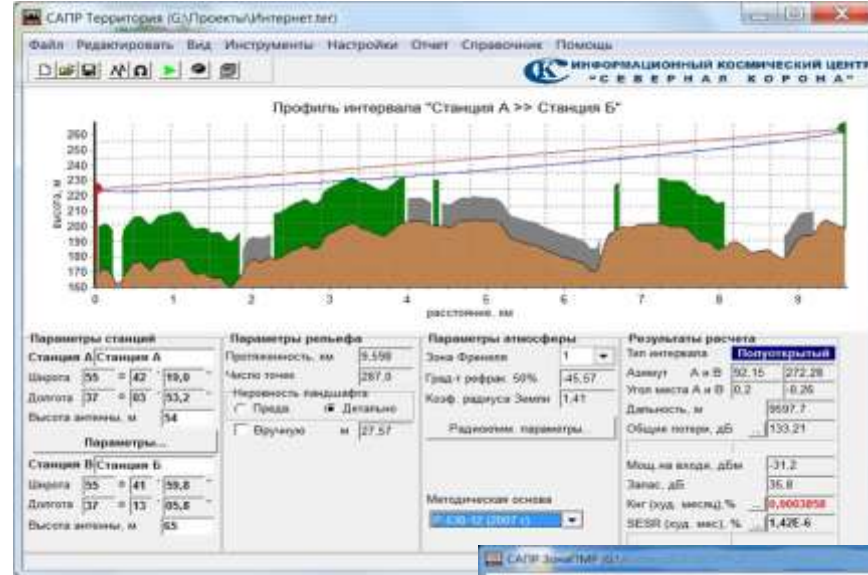 САПР Территория (G:\Проекты\Интернет.ter)
Файл Редактировать Вид Инструменты Настройки Отчет Справочник Помощь
ИНФОРМАЦИОННЫЙ КОСМИЧЕСКИЙ ЦЕНТР
"СЕВЕРНАЯ КОРОНА"
Профиль интервала "Станция А >> Станция Б"
высота, м
260
250
240
230
220
210
200
190
180
170
160
0 1 2 3 4 5 6 7 8 9
расстояние, км
Параметры станций
Станция А Станция А
Широта 55 ° 42 ' 19,0 "
Долгота 37 ° 03 ' 53,2 "
Высота антенны, м 54
Параметры...
Станция В Станция Б
Широта 55 ° 41 ' 59,8 "
Долгота 37 ° 13 ' 05,8 "
Высота антенны, м 65
Параметры рельефа
Протяженность, км 9,598
Число точек 287,0
Неровность ландшафта
Предв. Детально
Вручную м 27,57
Параметры атмосферы
Зона Френеля 1
Град-т рефрак. 50% -45,57
Коэф. радиуса Земли 1,41
Радиоклим. параметры
Методическая основа
P.530-12 (2007 г.)
Результаты расчета
Тип интервала Полуоткрытый
Азимут А и В 92,15 272,28
Угол места А и В 0,2 -0,26
Дальность, м 9597,7
Общие потери, дБ ... 133,21
Мощ. на входе, дБм -31,2
Запас, дБ 35,8
Кнг (худ. месяц),% ... 0,0003858
SESR (худ. мес), % ... 1,42E-6
САПР ЗонаПМР